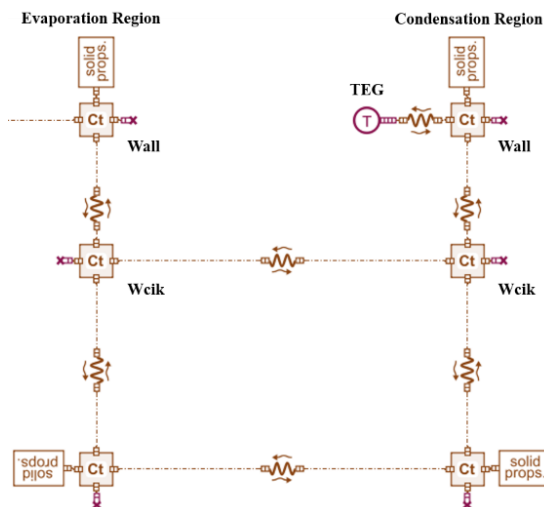 Evaporation Region
Condensation Region
solid
props.
solid
props.
TEG
Ct
T
Ct
Wall
Wall
Ct
Ct
Wcik
Wcik
solid
props.
Ct
Ct
solid
props.